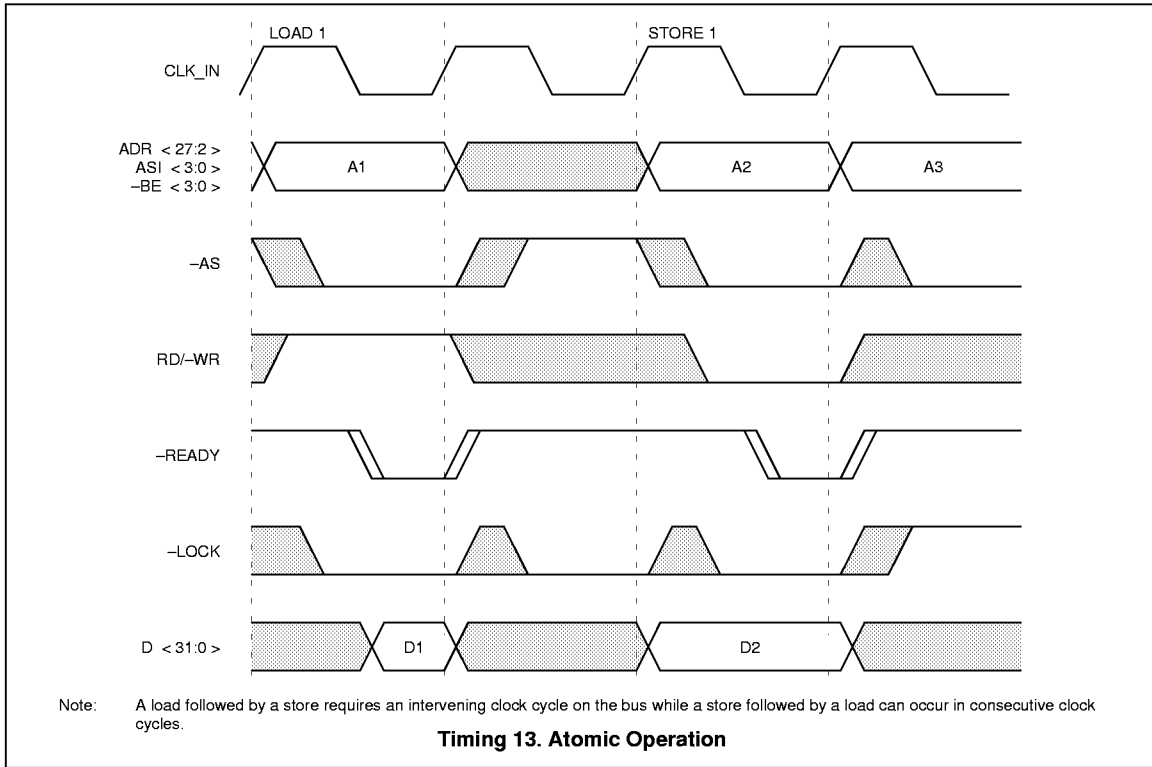 LOAD 1
STORE 1
CLK_IN
ADR < 27:2 >
ASI < 3:0 >
–BE < 3:0 >
A1
A2
A3
–AS
RD/–WR
–READY
–LOCK
D < 31:0 >
D1
D2
Note: A load followed by a store requires an intervening clock cycle on the bus while a store followed by a load can occur in consecutive clock
cycles.
Timing 13. Atomic Operation